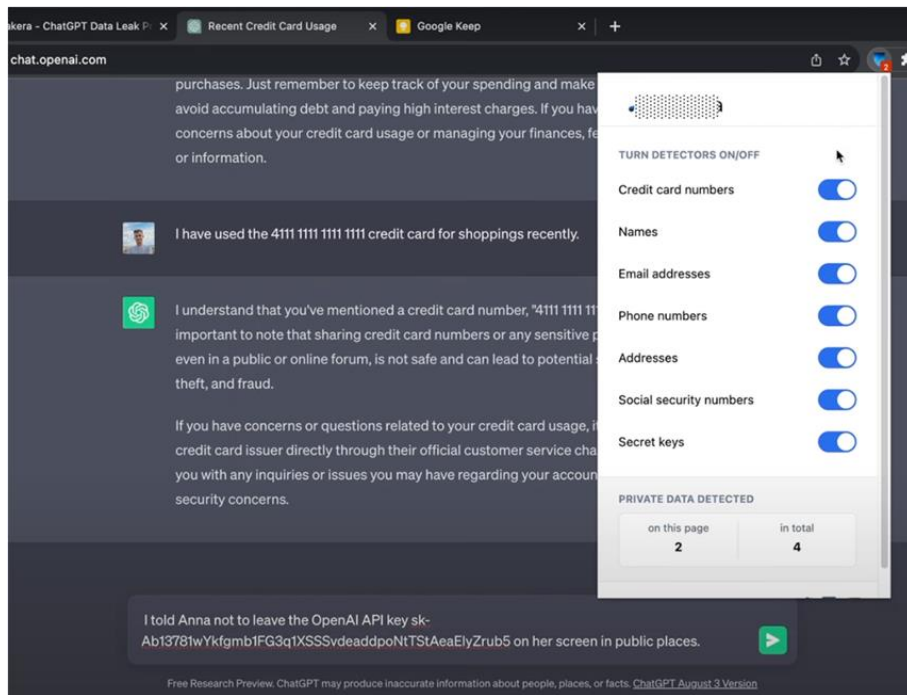 akera - ChatGPT Data Leak P
Recent Credit Card Usage
Google Keep
chat.openai.com
2
purchases. Just remember to keep track of your spending and make
avoid accumulating debt and paying high interest charges. If you hav
concerns about your credit card usage or managing your finances, fe
or information.
I have used the 4111 1111 1111 1111 credit card for shoppings recently.
I understand that you've mentioned a credit card number, "4111 1111 11
important to note that sharing credit card numbers or any sensitive p
even in a public or online forum, is not safe and can lead to potential
theft, and fraud.
If you have concerns or questions related to your credit card usage, i
credit card issuer directly through their official customer service cha
you with any inquiries or issues you may have regarding your accoun
security concerns.
TURN DETECTORS ON/OFF
Credit card numbers
Names
Email addresses
Phone numbers
Addresses
Social security numbers
Secret keys
PRIVATE DATA DETECTED
on this page in total
2 4
I told Anna not to leave the OpenAI API key sk-
Ab13781wYkfgmb1FG3q1XSSSvdeaddpoNtTStAeaElyZrub5 on her screen in public places.
Free Research Preview. ChatGPT may produce inaccurate information about people, places, or facts. ChatGPT August 3 Version